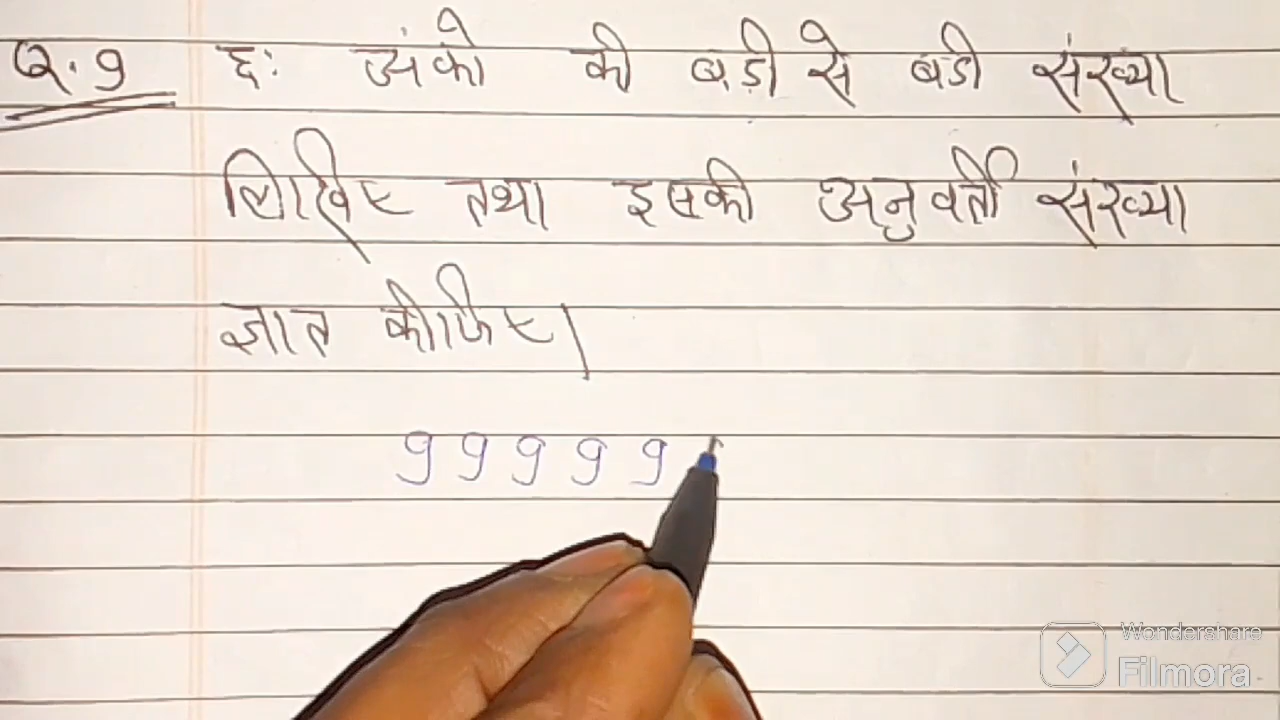 Q.9 छः अंको की बड़ी से बडी संख्या
लिखिए तथा इसकी अनुवर्ती संख्या
ज्ञात कीजिए।
99999
Wondershare
Filmora